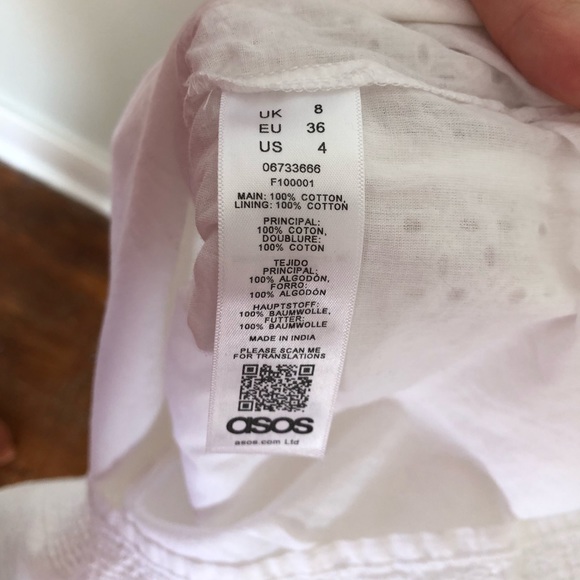 UK 8
EU 36
US 4
06733666
F100001
MAIN: 100% COTTON,
LINING: 100% COTTON
PRINCIPAL:
100% COTON,
DOUBLURE:
100% COTON
TEJIDO
PRINCIPAL:
100% ALGODÓN,
FORRO:
100% ALGODÓN
HAUPTSTOFF:
100% BAUMWOLLE,
FUTTER:
100% BAUMWOLLE
MADE IN INDIA
PLEASE SCAN ME
FOR TRANSLATIONS
asos
asos.com Ltd